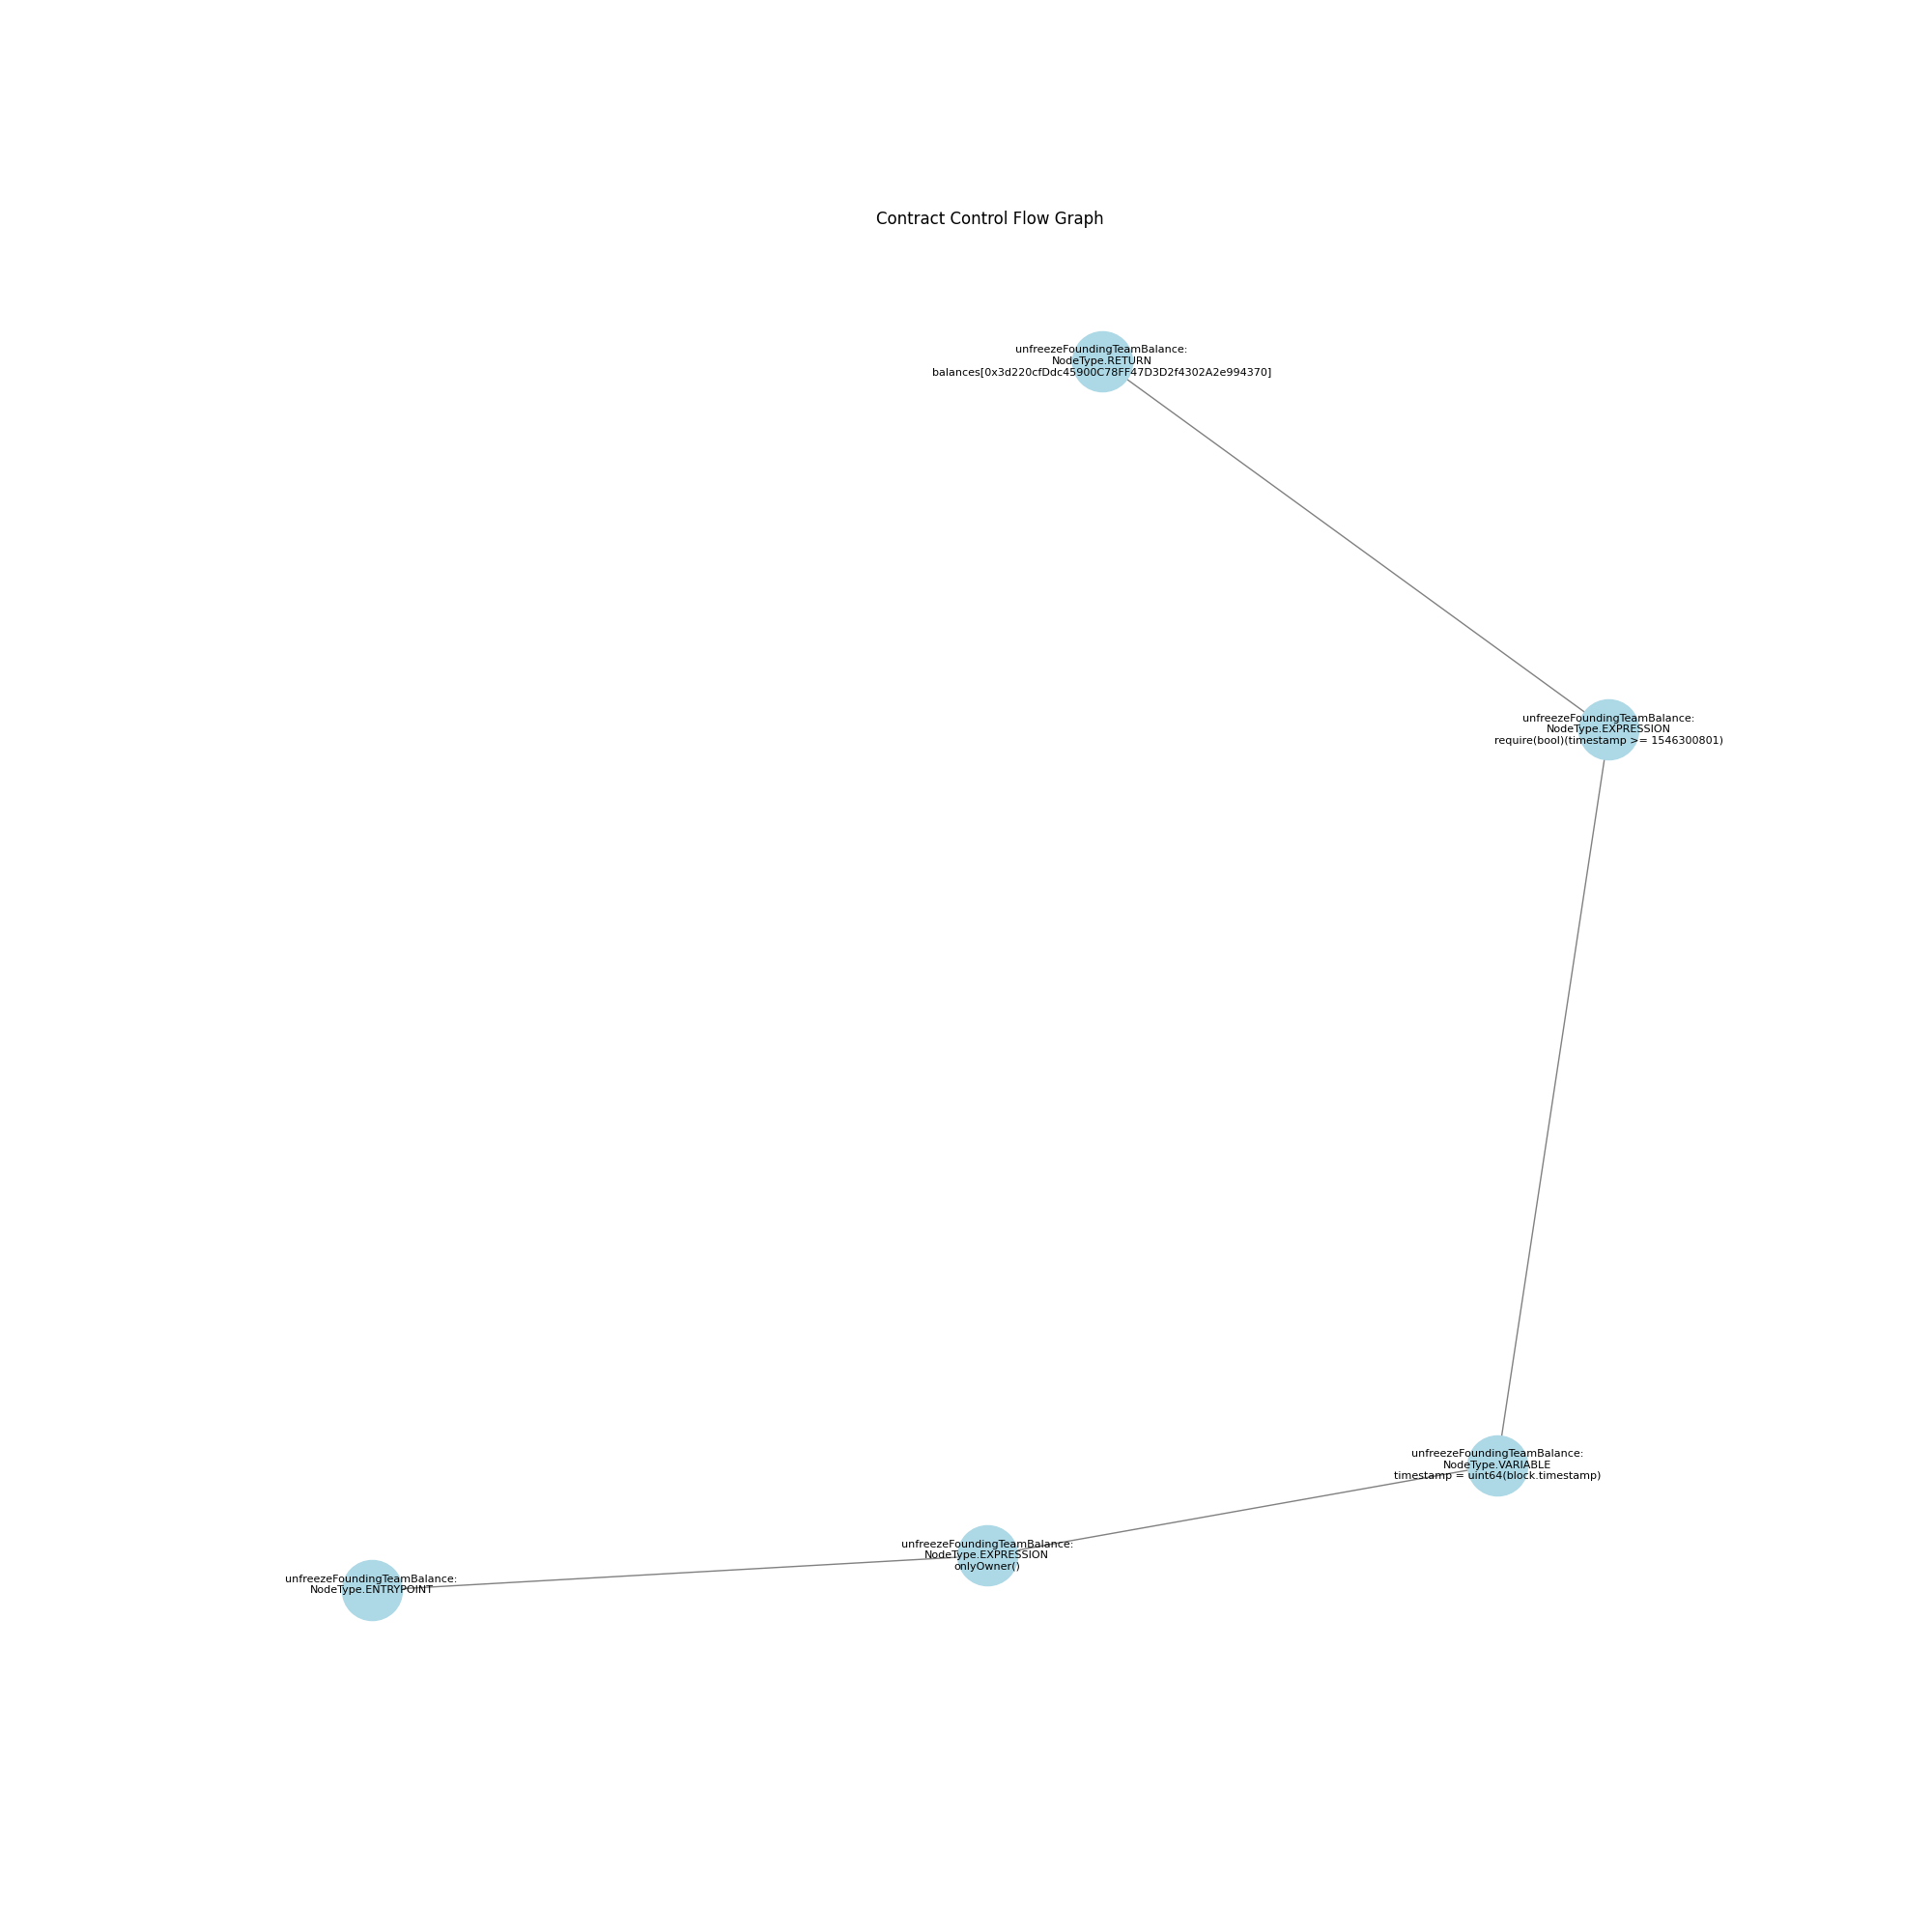 Contract Control Flow Graph
unfreezeFoundingTeamBalance:
NodeType.RETURN
balances[0x3d220cfDdc45900C78FF47D3D2f4302A2e994370]
unfreezeFoundingTeamBalance:
NodeType.EXPRESSION
require(bool)(timestamp >= 1546300801)
unfreezeFoundingTeamBalance:
NodeType.VARIABLE
timestamp = uint64(block.timestamp)
unfreezeFoundingTeamBalance:
NodeType.EXPRESSION
onlyOwner()
unfreezeFoundingTeamBalance:
NodeType.ENTRYPOINT